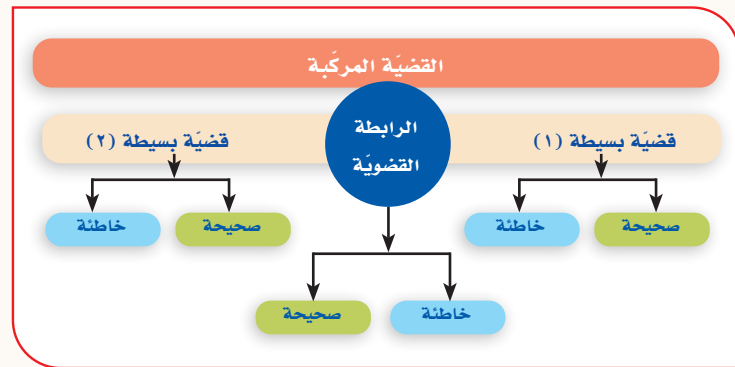 القضيّة المركّبة
قضيّة بسيطة (١)
الرابطة
القضويّة
قضيّة بسيطة (٢)
صحيحة
خاطئة
صحيحة
خاطئة
خاطئة
صحيحة